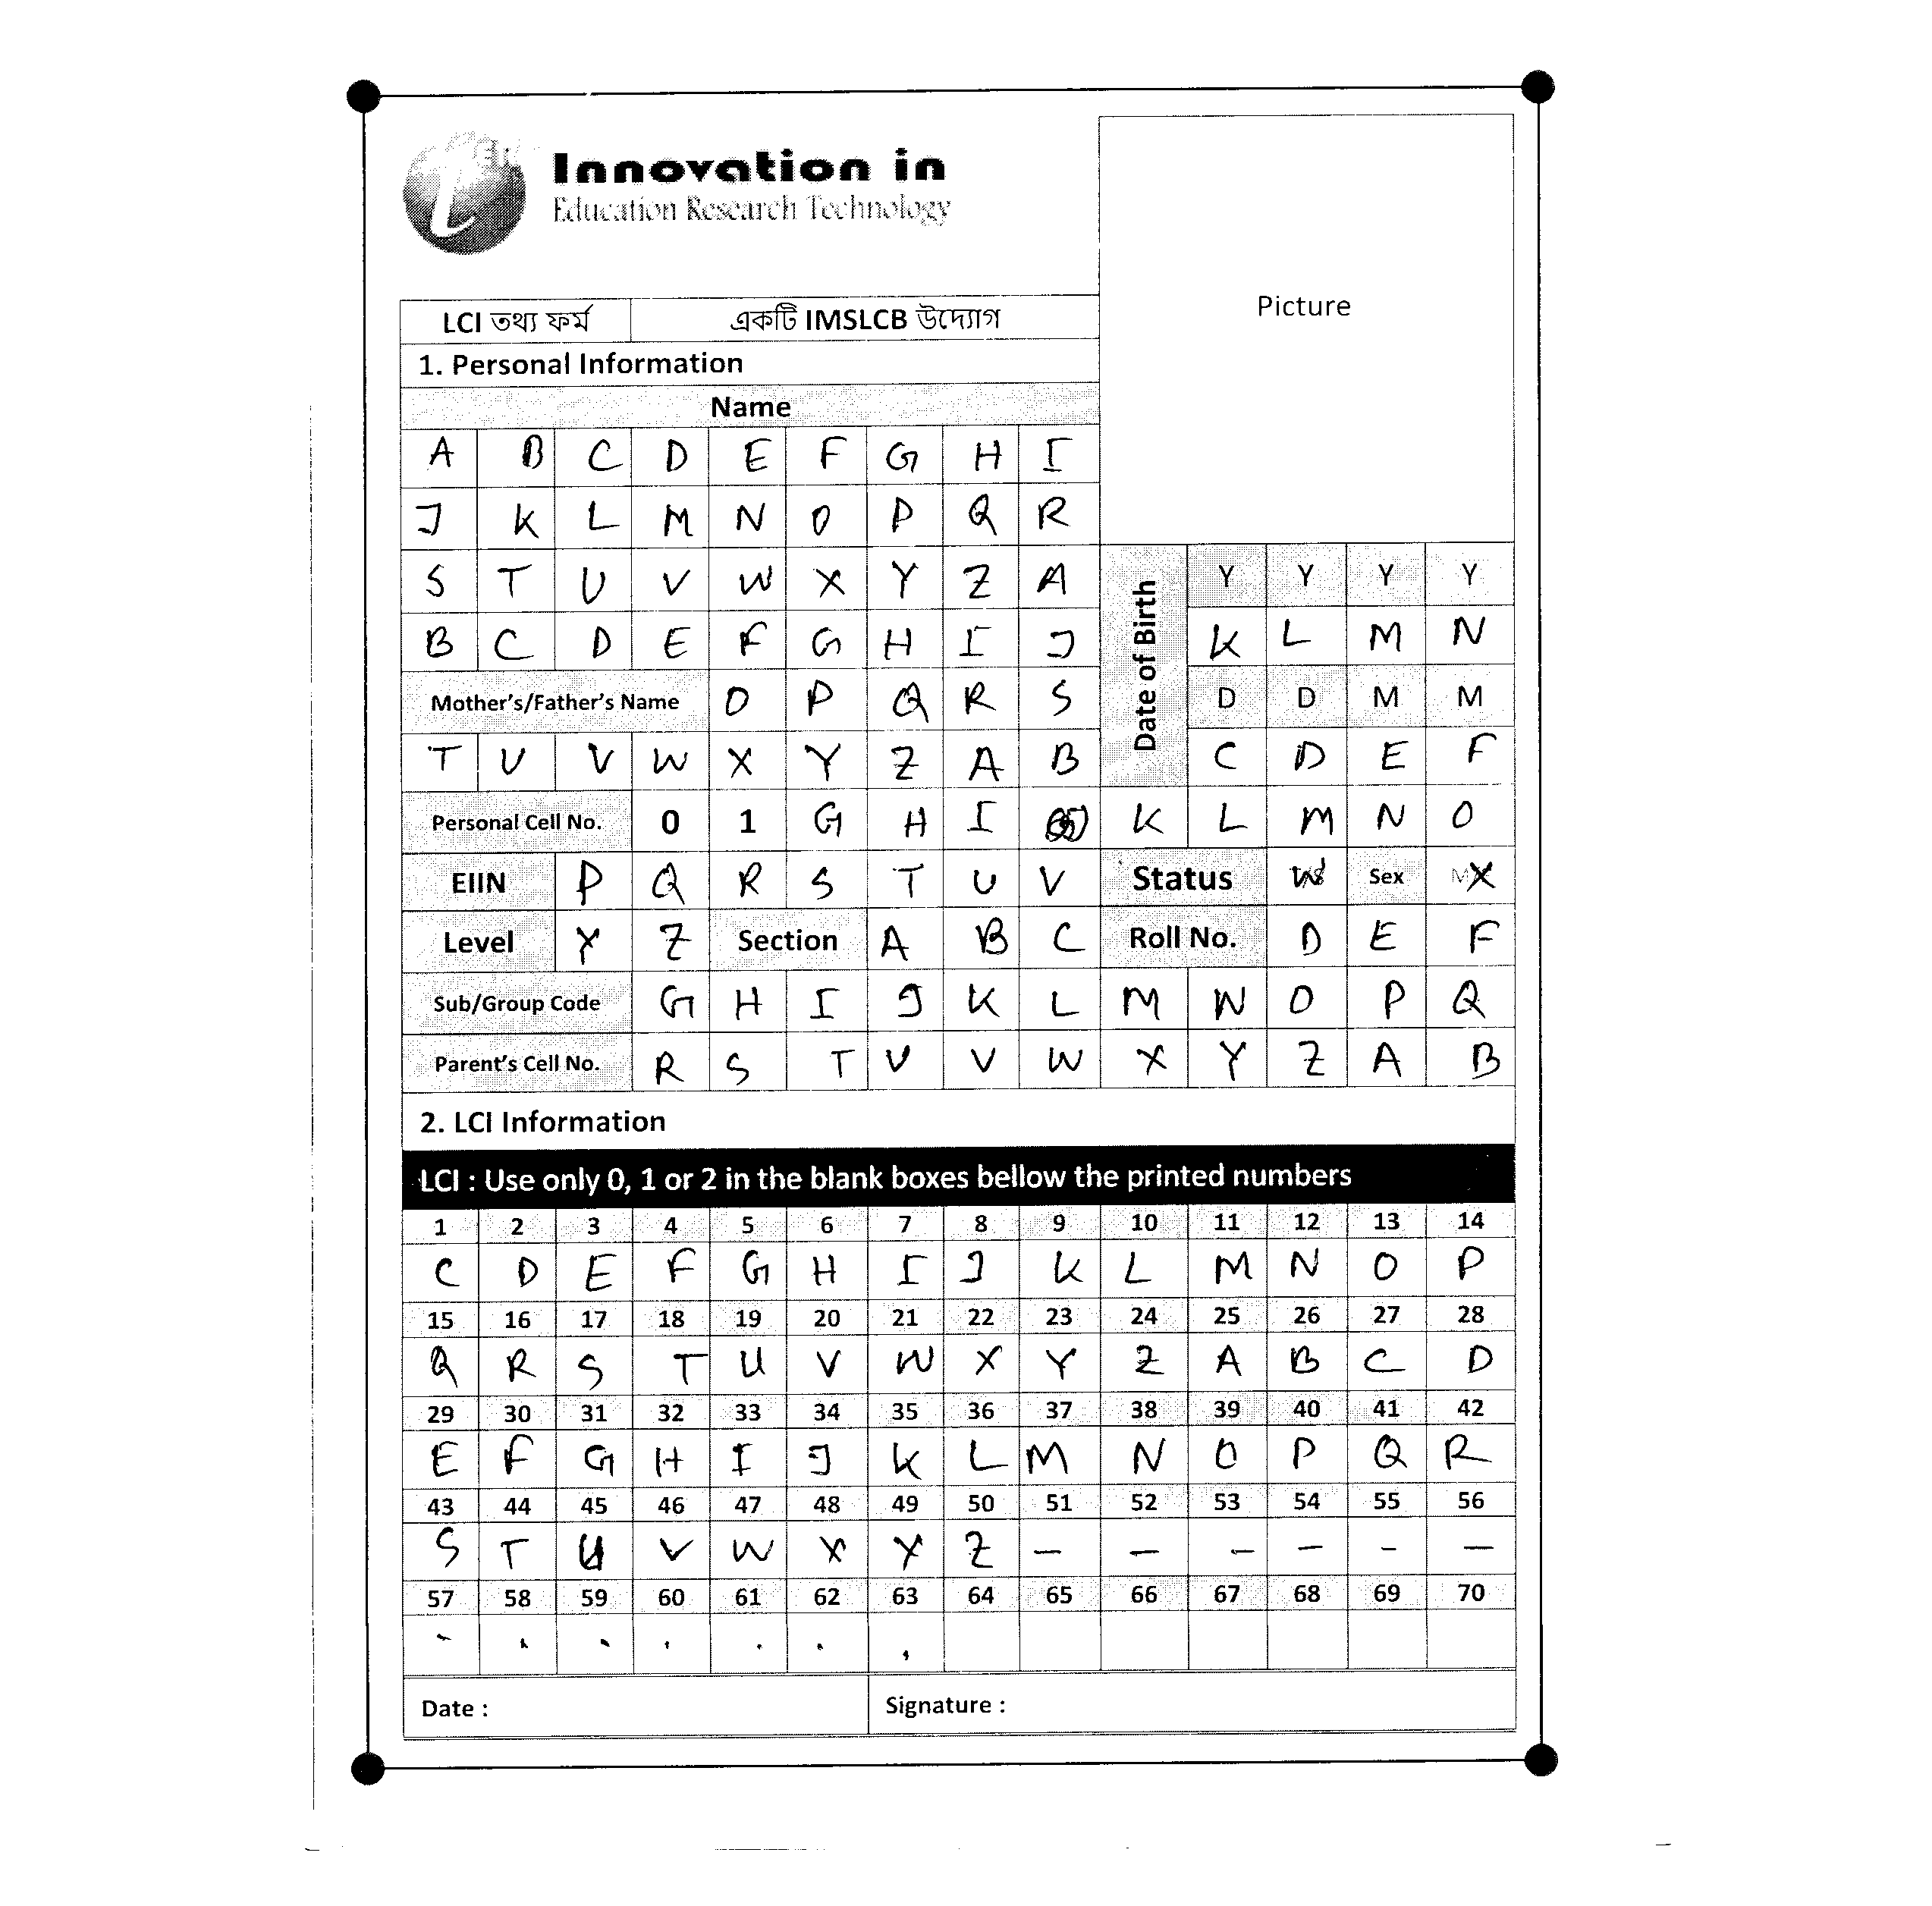 Innovation in
Education Research Technology
Picture
LCI তথ্য ফর্ম একটি IMSLCB উদ্যোগ
1. Personal Information
Name
A B C D E F G H I
J K L M N O P Q R
S T U V W X Y Z A
Date of Birth
Y Y Y Y
B C D E F G H I J K L M N
Mother's/Father's Name O P Q R S D D M M
T U V W X Y Z A B C D E F
Personal Cell No. 0 1 G H I K L M N O
EIIN P Q R S T U V Status W Sex X
Level Y Z Section A B C Roll No. D E F
Sub/Group Code G H I J K L M N O P Q
Parent's Cell No. R S T U V W X Y Z A B
2. LCI Information
LCI : Use only 0, 1 or 2 in the blank boxes bellow the printed numbers
1 2 3 4 5 6 7 8 9 10 11 12 13 14
C D E F G H I J K L M N O P
15 16 17 18 19 20 21 22 23 24 25 26 27 28
Q R S T U V W X Y Z A B C D
29 30 31 32 33 34 35 36 37 38 39 40 41 42
E F G H I J K L M N O P Q R
43 44 45 46 47 48 49 50 51 52 53 54 55 56
S T U V W X Y Z — — — — — —
57 58 59 60 61 62 63 64 65 66 67 68 69 70
Date :
Signature :